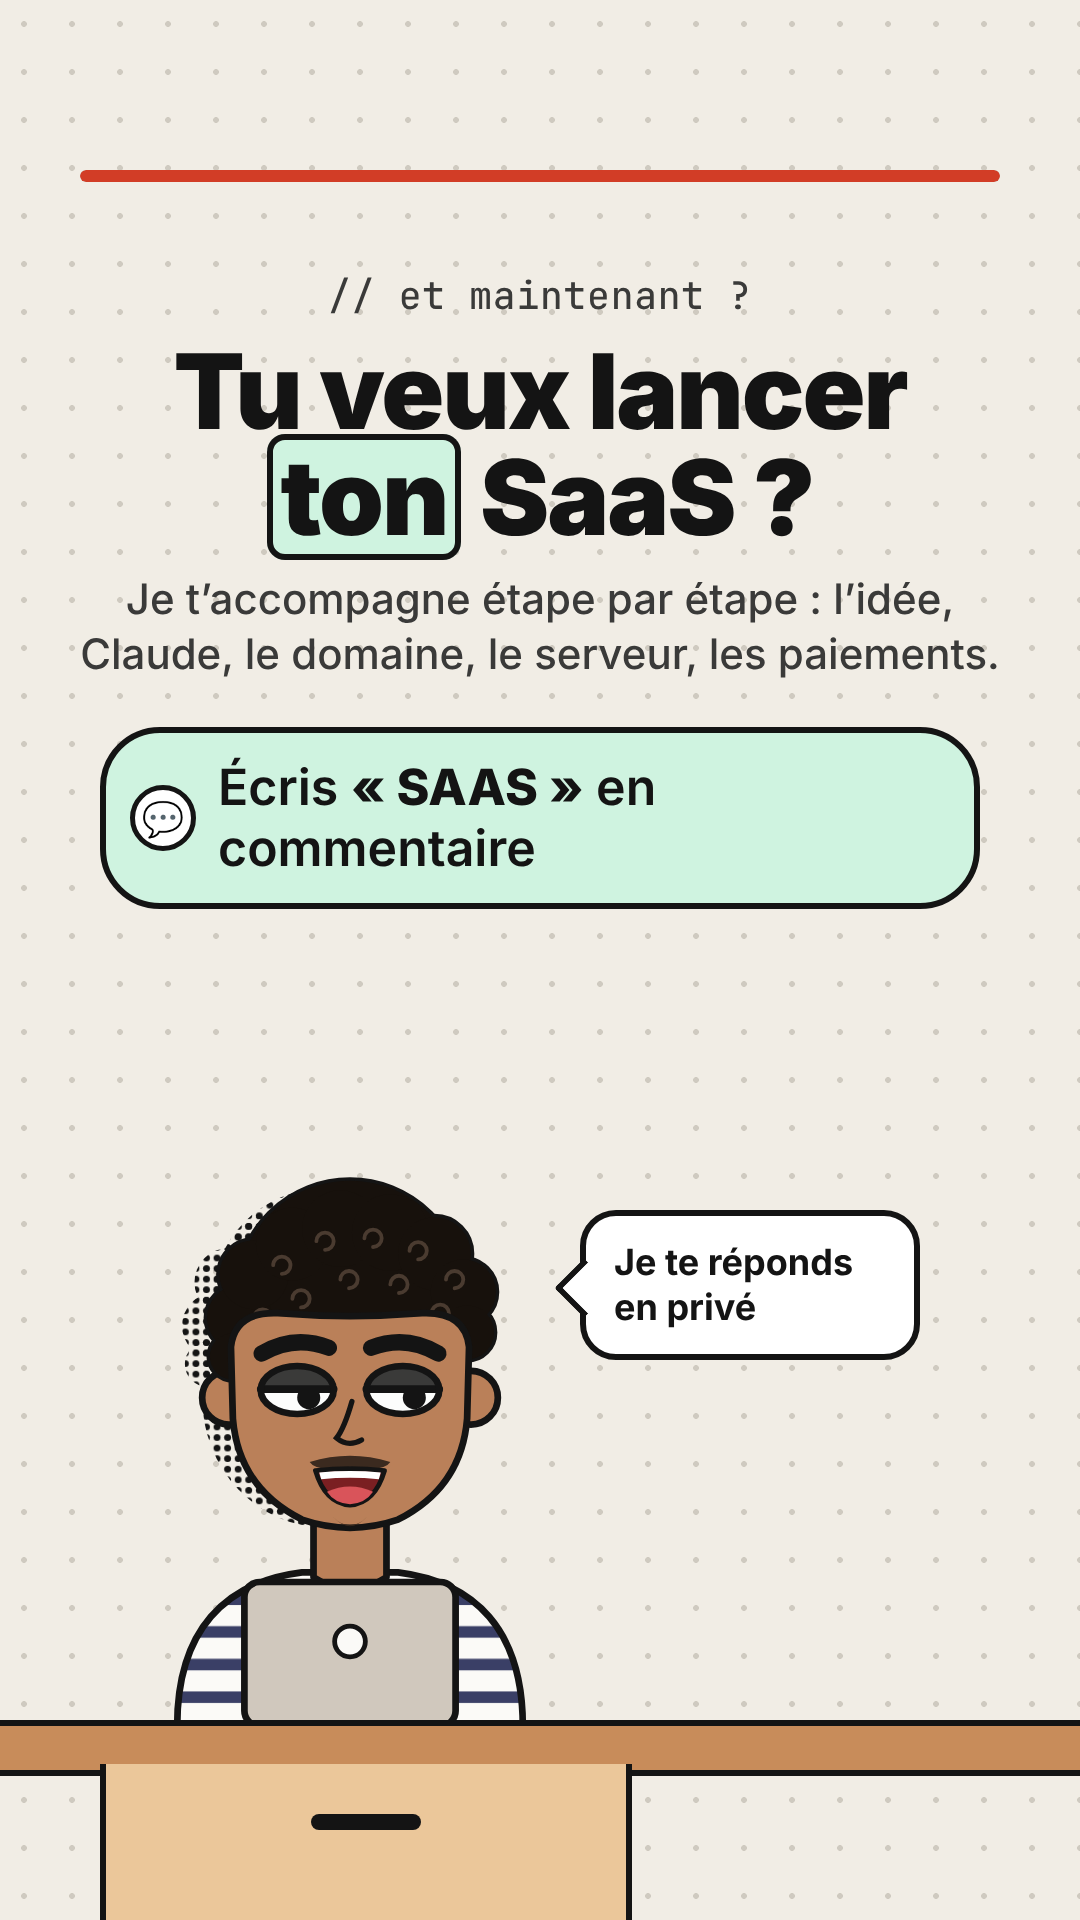 // et maintenant ?
Tu veux lancer
ton SaaS ?
Je t’accompagne étape par étape : l’idée,
Claude, le domaine, le serveur, les paiements.
Écris « SAAS » en
commentaire
Je te réponds
en privé